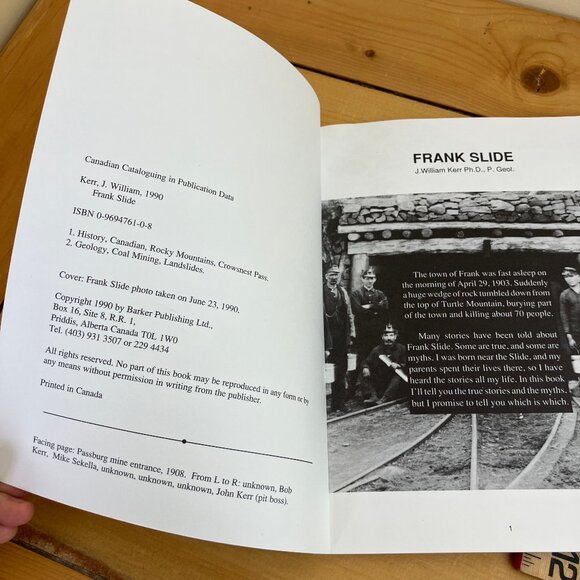 Canadian Cataloguing in Publication Data
Kerr, J. William, 1990
Frank Slide
ISBN 0-9694761-0-8
1. History, Canadian, Rocky Mountains, Crowsnest Pass.
2. Geology, Coal Mining, Landslides.
Cover: Frank Slide photo taken on June 23, 1990.
Copyright 1990 by Barker Publishing Ltd.,
Box 16, Site 8, R.R. 1,
Priddis, Alberta Canada T0L 1W0
Tel. (403) 931 3507 or 229 4434
All rights reserved. No part of this book may be reproduced in any form or by
any means without permission in writing from the publisher.
Printed in Canada
Facing page: Passburg mine entrance, 1908. From L to R: unknown, Bob
Kerr, Mike Sekella, unknown, unknown, unknown, John Kerr (pit boss).
FRANK SLIDE
J.William Kerr Ph.D., P. Geol.
The town of Frank was fast asleep on
the morning of April 29, 1903. Suddenly
a huge wedge of rock tumbled down from
the top of Turtle Mountain, burying part
of the town and killing about 70 people.
Many stories have been told about
Frank Slide. Some are true, and some are
myths. I was born near the Slide, and my
parents spent their lives there, so I have
heard the stories all my life. In this book
I'll tell you the true stories and the myths,
but I promise to tell you which is which.
1
12